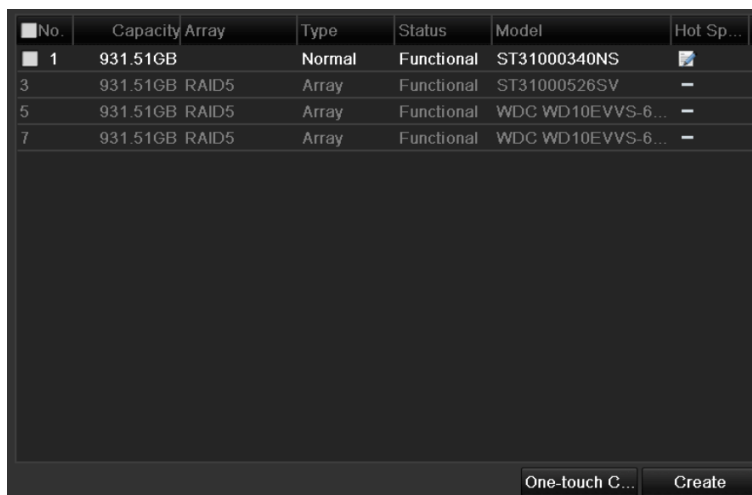 No. Capacity Array Type Status Model Hot Sp...
1 931.51GB Normal Functional ST31000340NS
3 931.51GB RAID5 Array Functional ST31000526SV –
5 931.51GB RAID5 Array Functional WDC WD10EVVS-6... –
7 931.51GB RAID5 Array Functional WDC WD10EVVS-6... –
One-touch C... Create